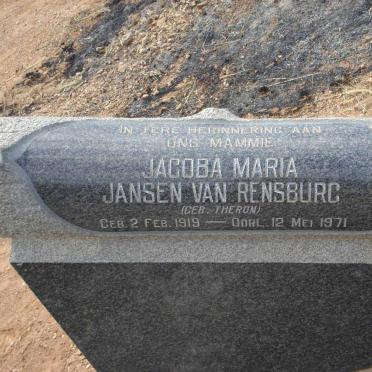 IN TERE HERINNERING AAN
ONS MAMMIE
JACOBA MARIA
JANSEN VAN RENSBURG
(GEB. THERON)
GEB. 2 FEB. 1919 — OORL. 12 MEI 1971